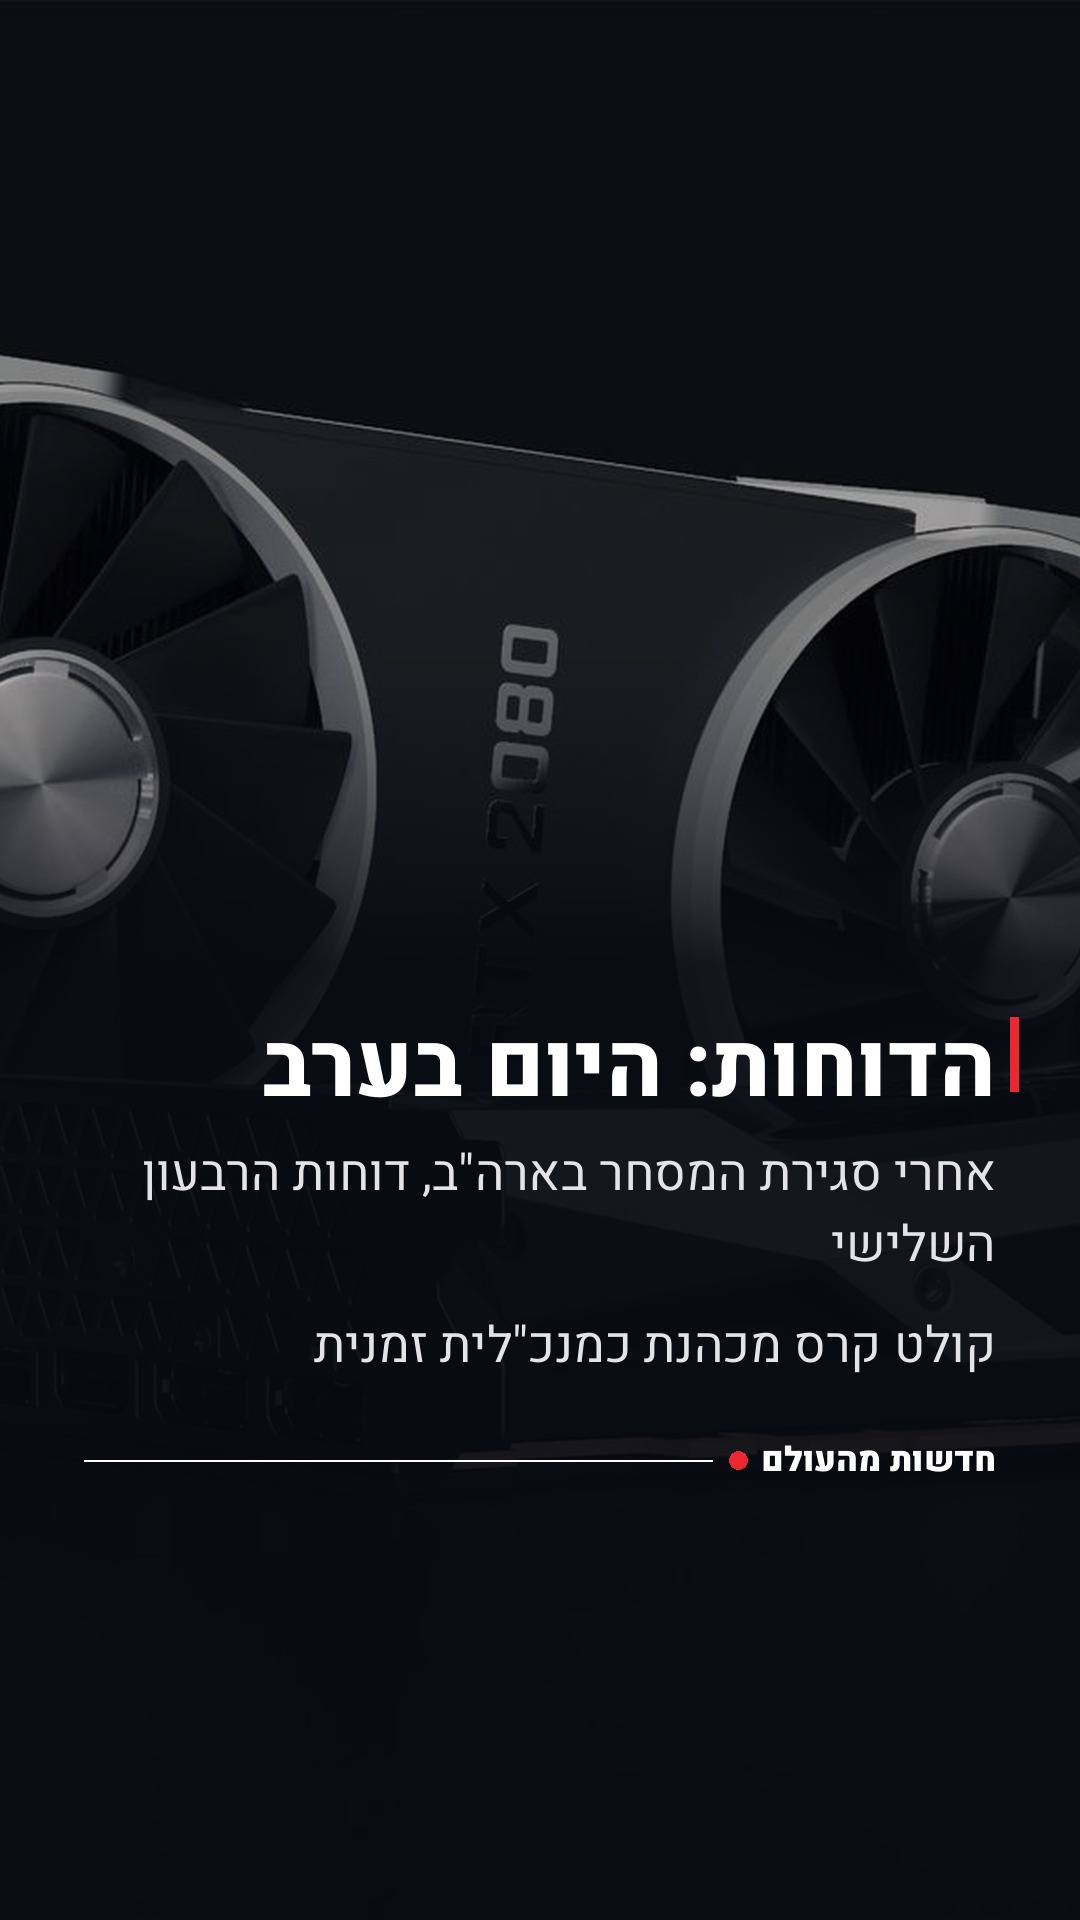 RTX 2080
הדוחות: היום בערב
אחרי סגירת המסחר בארה"ב, דוחות הרבעון
השלישי
קולט קרס מכהנת כמנכ"לית זמנית
חדשות מהעולם